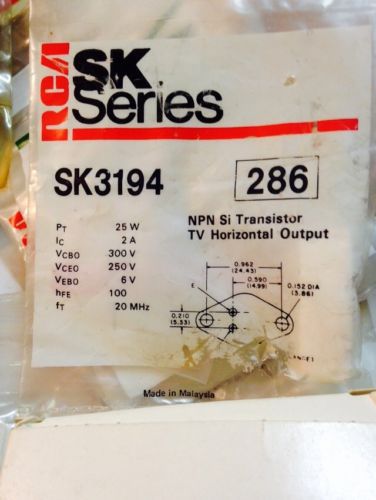 RCA SK
Series
SK3194 286
PT 25 W
IC 2 A
VCBO 300 V
VCEO 250 V
VEBO 6 V
hFE 100
fT 20 MHz
NPN Si Transistor
TV Horizontal Output
0.962
(24.43)
0.590
(14.99)
0.152 DIA
(3.86)
E
0.210
(5.33)
Made in Malaysia